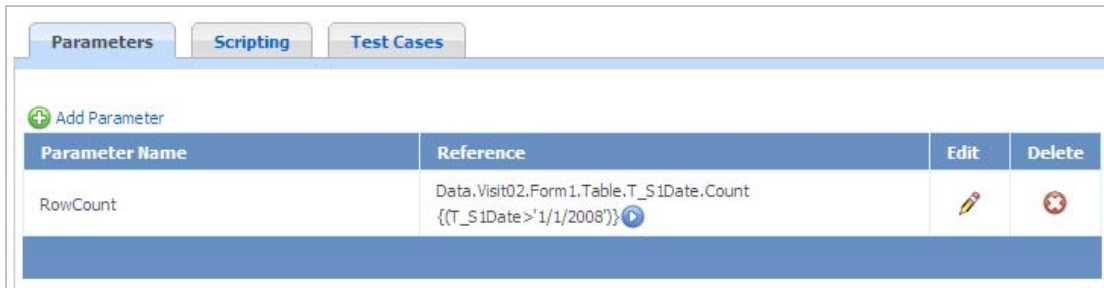 Parameters Scripting Test Cases
Add Parameter
Parameter Name Reference Edit Delete
RowCount Data.Visit02.Form1.Table.T_S1Date.Count
{(T_S1Date>'1/1/2008')}